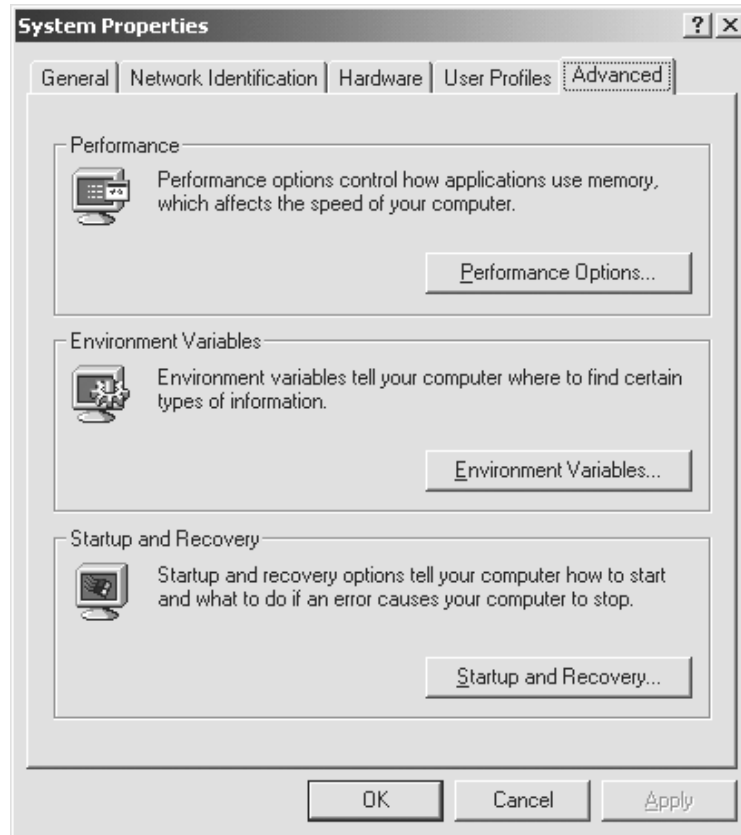 System Properties
General
Network Identification
Hardware
User Profiles
Advanced
Performance
Performance options control how applications use memory,
which affects the speed of your computer.
Performance Options...
Environment Variables
Environment variables tell your computer where to find certain
types of information.
Environment Variables...
Startup and Recovery
Startup and recovery options tell your computer how to start
and what to do if an error causes your computer to stop.
Startup and Recovery...
OK
Cancel
Apply